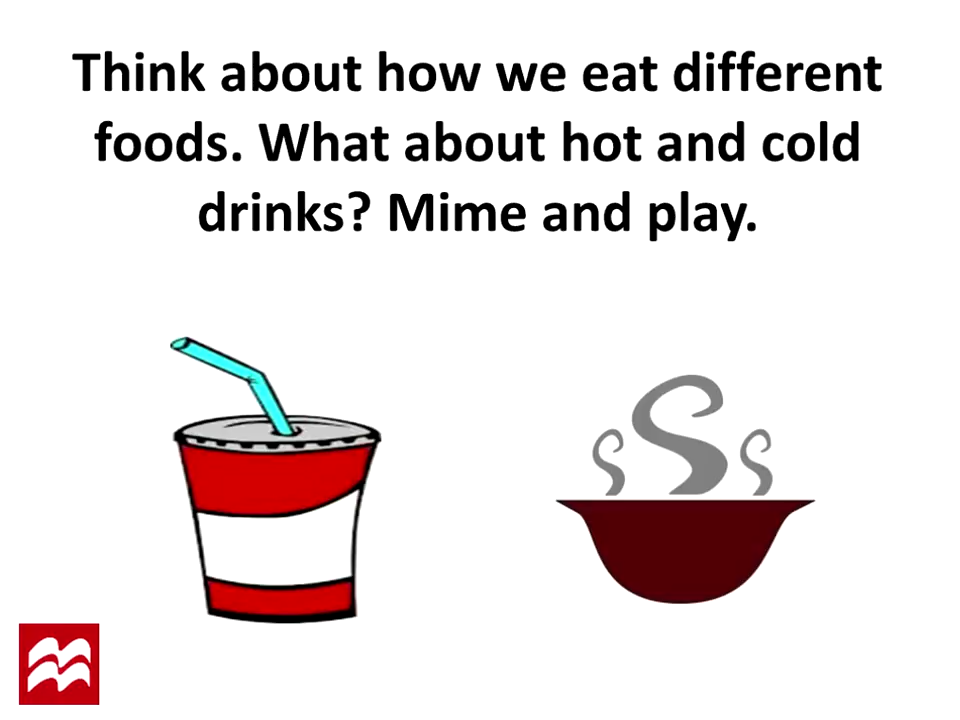 Think about how we eat different
foods. What about hot and cold
drinks? Mime and play.